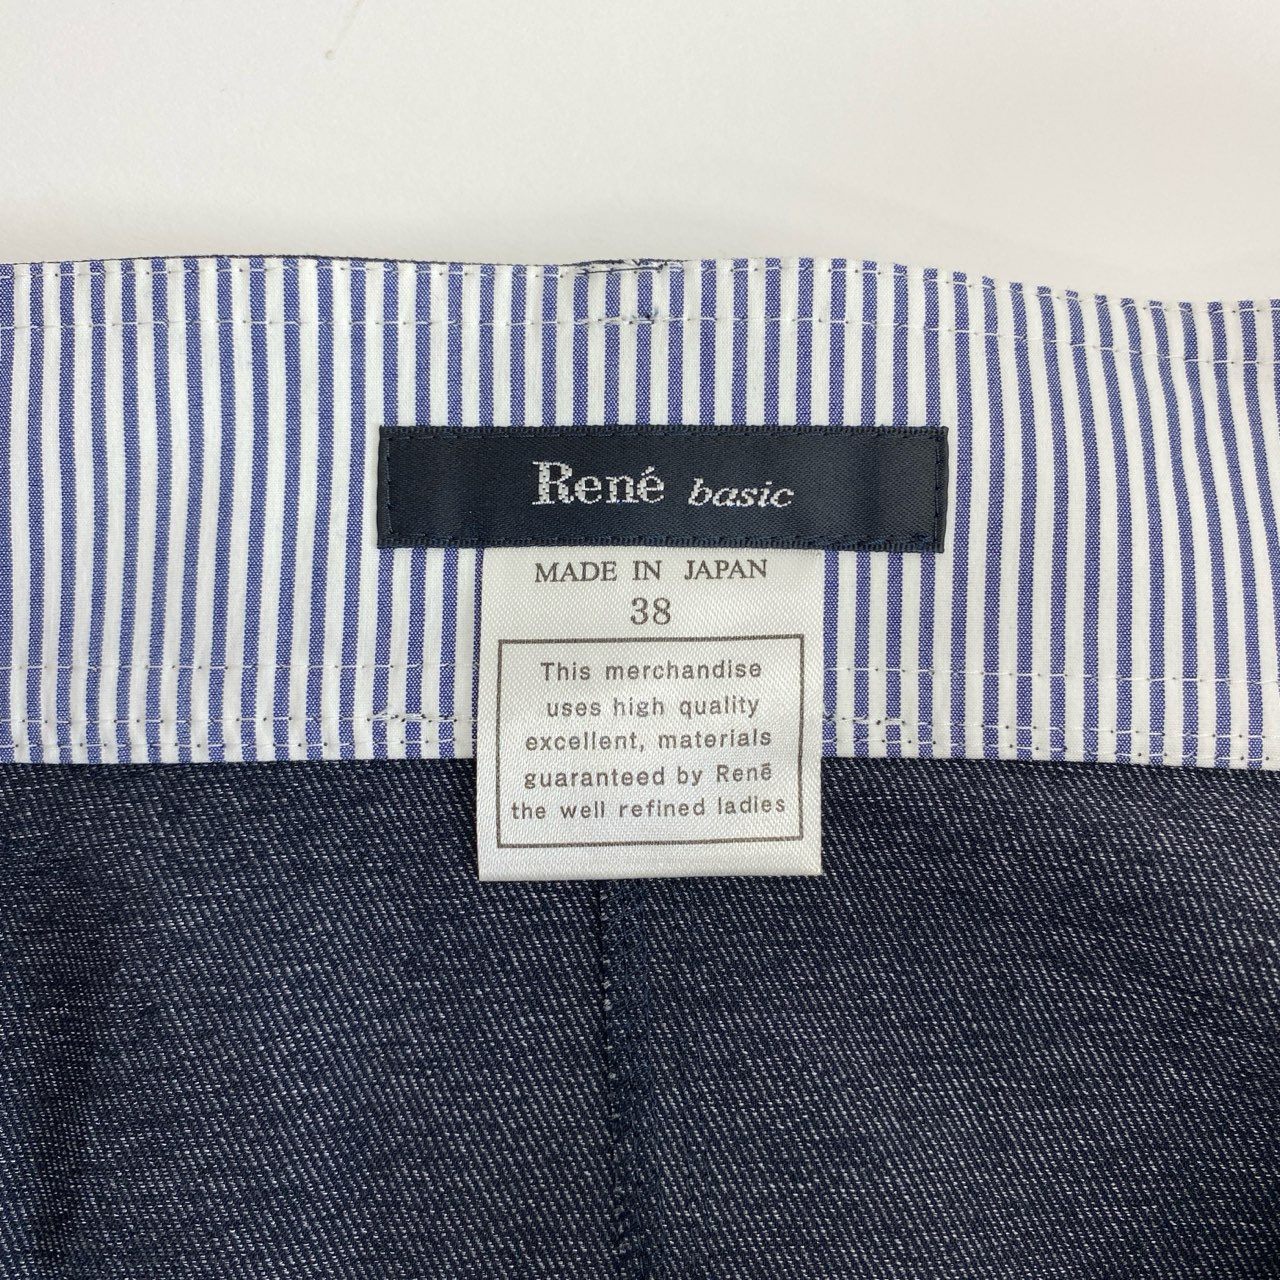 René basic
MADE IN JAPAN
38
This merchandise
uses high quality
excellent, materials
guaranteed by René
the well refined ladies